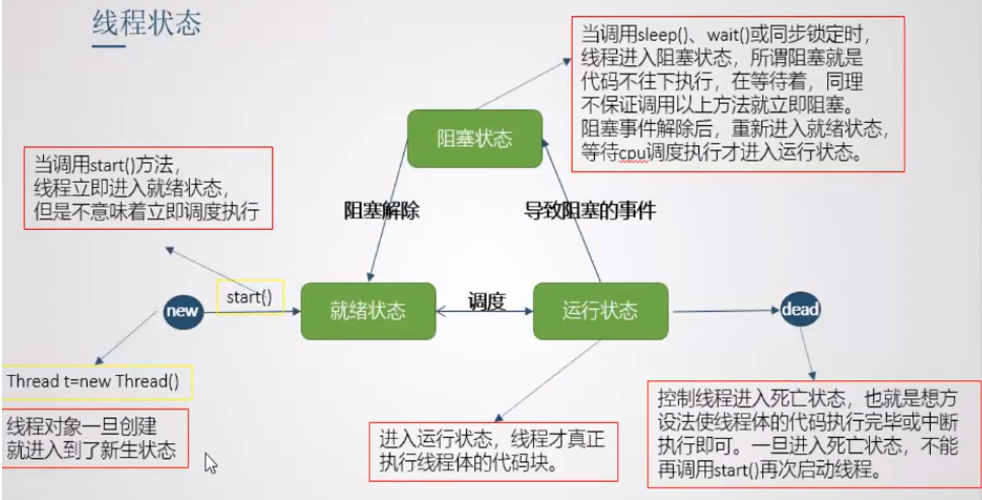 线程状态
当调用sleep()、wait()或同步锁定时，
线程进入阻塞状态，所谓阻塞就是
代码不往下执行，在等待着，同理
不保证调用以上方法就立即阻塞。
阻塞事件解除后，重新进入就绪状态，
等待cpu调度执行才进入运行状态。
阻塞状态
当调用start()方法，
线程立即进入就绪状态，
但是不意味着立即调度执行
阻塞解除
导致阻塞的事件
start()
new
就绪状态
调度
运行状态
dead
Thread t=new Thread()
线程对象一旦创建
就进入到了新生状态
进入运行状态，线程才真正
执行线程体的代码块。
控制线程进入死亡状态，也就是想方
设法使线程体的代码执行完毕或中断
执行即可。一旦进入死亡状态，不能
再调用start()再次启动线程。